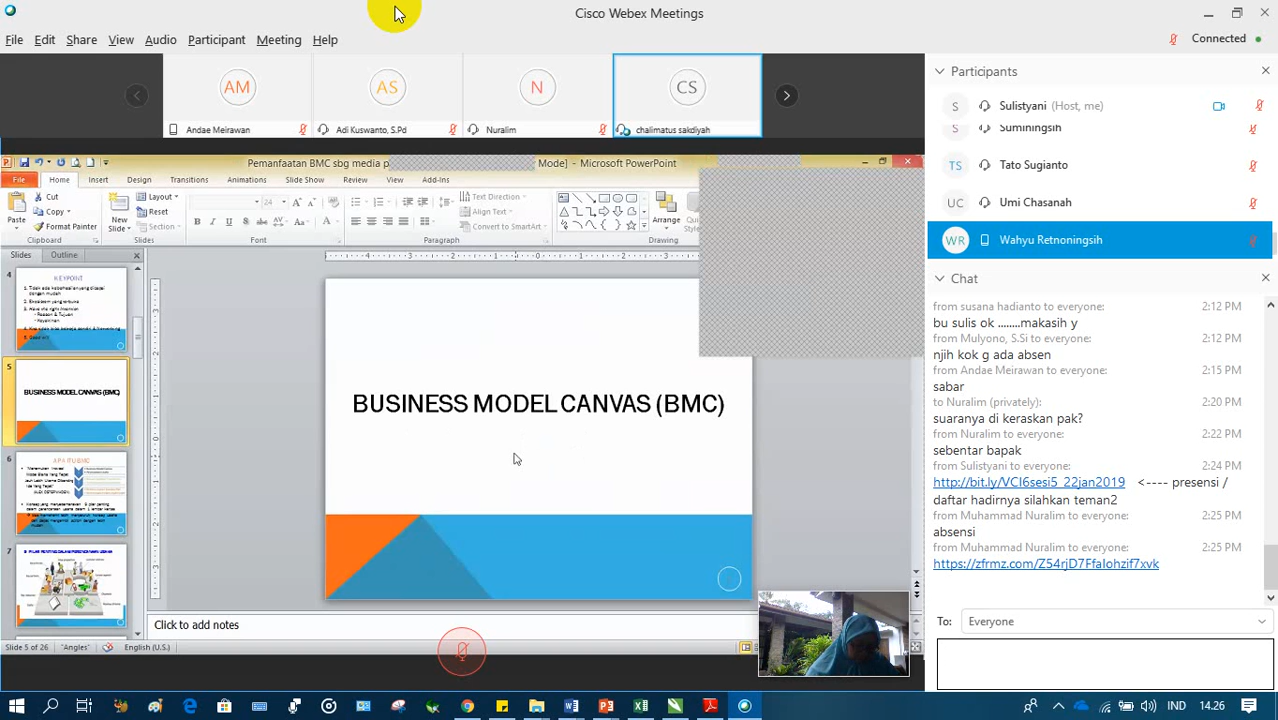 Cisco Webex Meetings
File Edit Share View Audio Participant Meeting Help
Connected
AM
AS
N
CS
Andae Meirawan
Adi Kuswanto, S.Pd
Nuralim
chalimatus sakdiyah
Pemanfaatan BMC sbg media p
Mode] - Microsoft PowerPoint
File Home Insert Design Transitions Animations Slide Show Review View Add-Ins
Paste
Cut
Copy
Format Painter
Clipboard
New Slide
Layout
Reset
Section
Slides
Font
Text Direction
Align Text
Convert to SmartArt
Paragraph
Arrange
Drawing
Slides Outline
4
KEYPOINT
5
BUSINESS MODEL CANVAS (BMC)
6
APA ITU BMC
7
BUSINESS MODEL CANVAS (BMC)
Click to add notes
Slide 5 of 26
"Angles"
English (U.S.)
Participants
S Sulistyani (Host, me)
S Suminingsih
TS Tato Sugianto
UC Umi Chasanah
WR Wahyu Retnoningsih
Chat
from susana hadianto to everyone: 2:12 PM
bu sulis ok ........makasih y
from Mulyono, S.Si to everyone: 2:12 PM
njih kok g ada absen
from Andae Meirawan to everyone: 2:15 PM
sabar
to Nuralim (privately): 2:20 PM
suaranya di keraskan pak?
from Nuralim to everyone: 2:22 PM
sebentar bapak
from Sulistyani to everyone: 2:24 PM
http://bit.ly/VCI6sesi5_22jan2019 <---- presensi /
daftar hadirnya silahkan teman2
from Muhammad Nuralim to everyone: 2:25 PM
absensi
from Muhammad Nuralim to everyone: 2:25 PM
https://zfrmz.com/Z54rjD7Ffalohzif7xvk
To: Everyone
IND 14.26